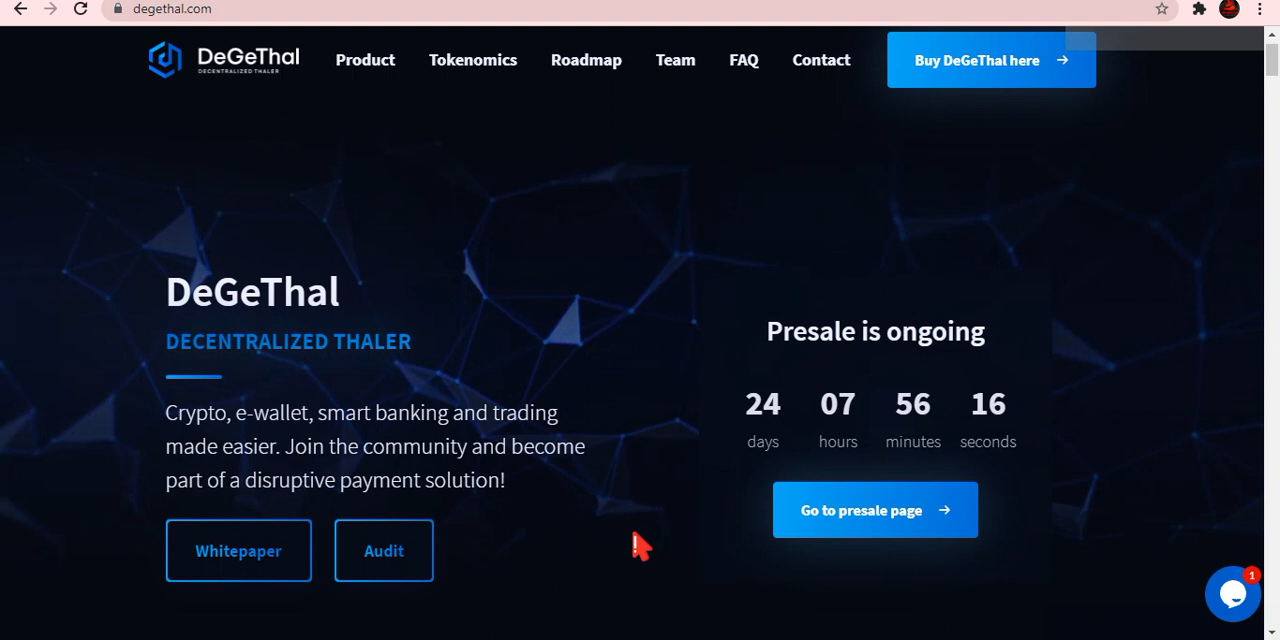 degethal.com
DeGeThal
DECENTRALIZED THALER
Product Tokenomics Roadmap Team FAQ Contact Buy DeGeThal here
DeGeThal
DECENTRALIZED THALER
Crypto, e-wallet, smart banking and trading
made easier. Join the community and become
part of a disruptive payment solution!
Whitepaper Audit
Presale is ongoing
24 07 56 16
days hours minutes seconds
Go to presale page
1